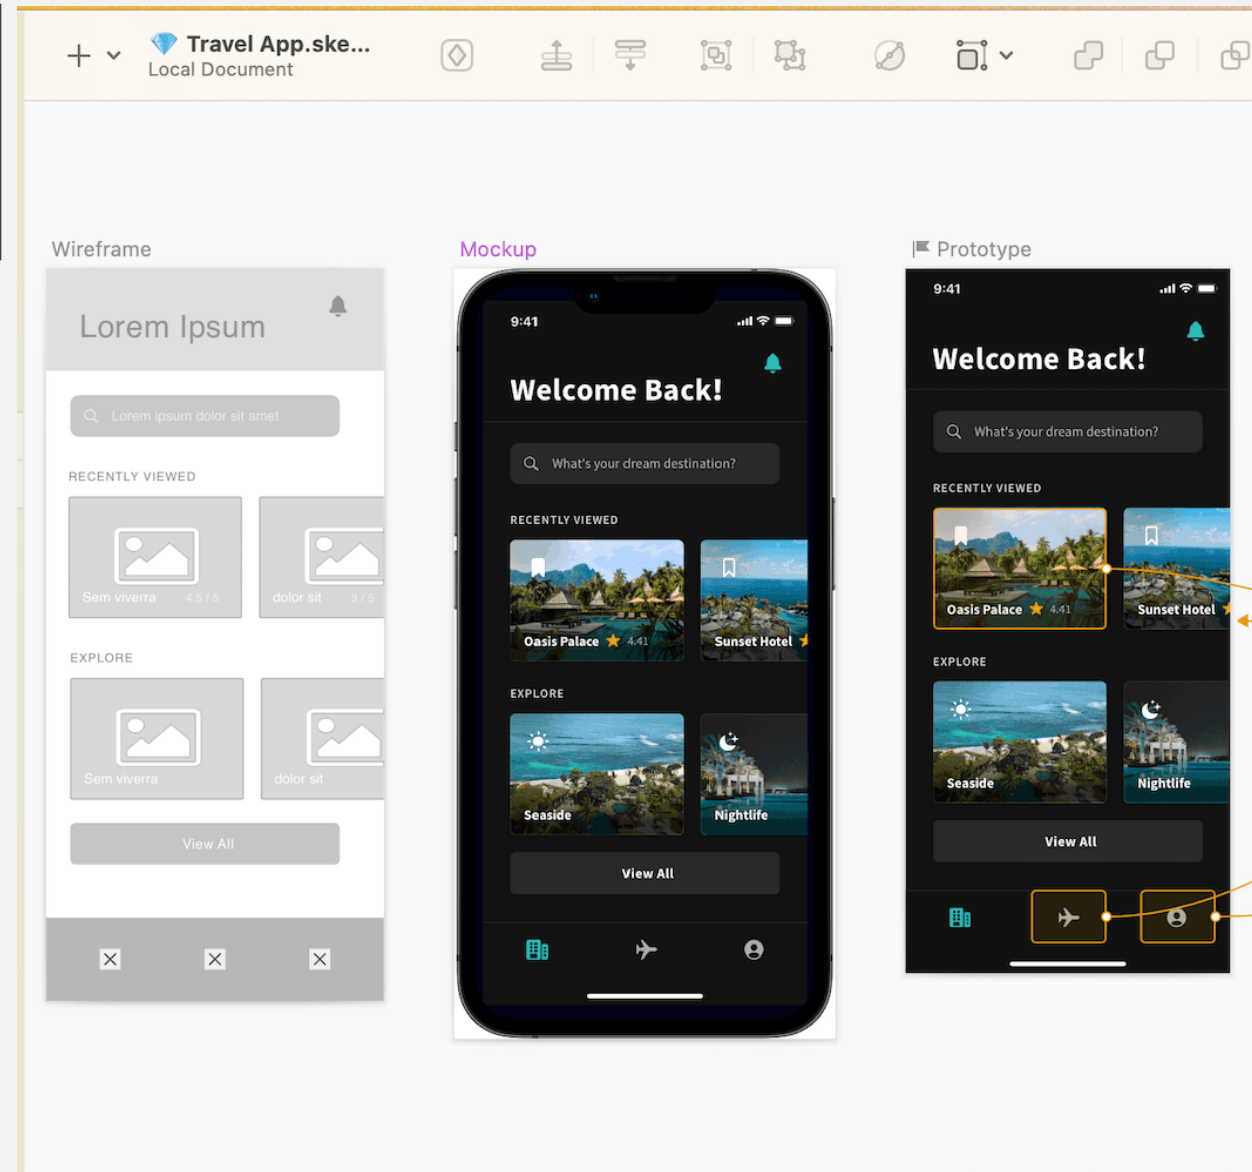 Travel App.ske...
Local Document
Wireframe
Lorem Ipsum
Lorem ipsum dolor sit amet
RECENTLY VIEWED
Sem viverra 4.5 / 5
dolor sit 3 / 5
EXPLORE
Sem viverra
dolor sit
View All
Mockup
9:41
Welcome Back!
What's your dream destination?
RECENTLY VIEWED
Oasis Palace 4.41
Sunset Hotel
EXPLORE
Seaside
Nightlife
View All
Prototype
9:41
Welcome Back!
What's your dream destination?
RECENTLY VIEWED
Oasis Palace 4.41
Sunset Hotel
EXPLORE
Seaside
Nightlife
View All